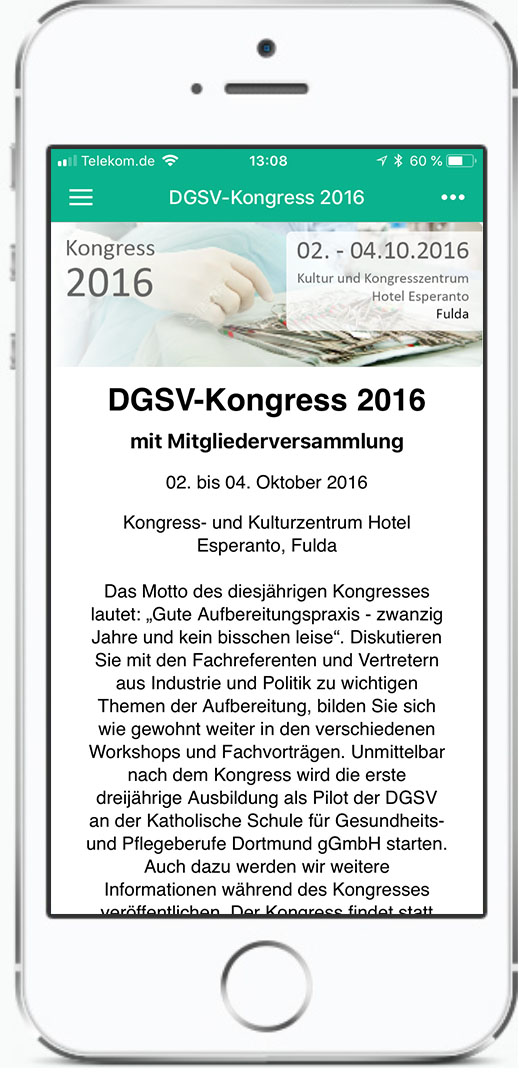 Telekom.de 13:08 60 %
DGSV-Kongress 2016
Kongress
2016
02. - 04.10.2016
Kultur und Kongresszentrum
Hotel Esperanto
Fulda
DGSV-Kongress 2016
mit Mitgliederversammlung
02. bis 04. Oktober 2016
Kongress- und Kulturzentrum Hotel
Esperanto, Fulda
Das Motto des diesjährigen Kongresses
lautet: „Gute Aufbereitungspraxis - zwanzig
Jahre und kein bisschen leise“. Diskutieren
Sie mit den Fachreferenten und Vertretern
aus Industrie und Politik zu wichtigen
Themen der Aufbereitung, bilden Sie sich
wie gewohnt weiter in den verschiedenen
Workshops und Fachvorträgen. Unmittelbar
nach dem Kongress wird die erste
dreijährige Ausbildung als Pilot der DGSV
an der Katholische Schule für Gesundheits-
und Pflegeberufe Dortmund gGmbH starten.
Auch dazu werden wir weitere
Informationen während des Kongresses
veröffentlichen. Der Kongress findet statt